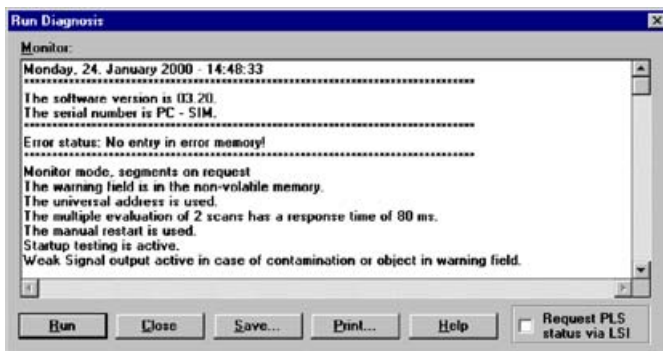 Run Diagnosis
Monitor:
Monday, 24. January 2000 - 14:48:33
**********************************************************************
The software version is 03.20.
The serial number is PC - SIM.
**********************************************************************
Error status: No entry in error memory!
**********************************************************************
Monitor mode, segments on request
The warning field is in the non-volatile memory.
The universal address is used.
The multiple evaluation of 2 scans has a response time of 80 ms.
The manual restart is used.
Startup testing is active.
Weak Signal output active in case of contamination or object in warning field.
Run Close Save... Print... Help
Request PLS
status via LSI